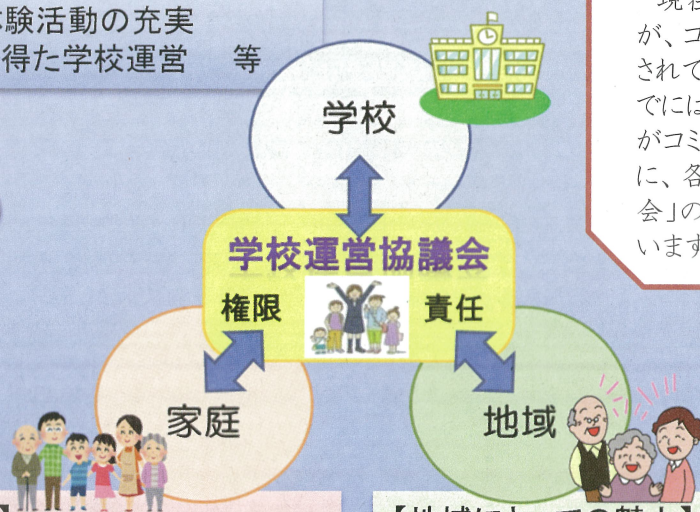 験活動の充実
得た学校運営 等
現在
が、コ
されて
でには
がコミ
に、各
会」の
います
学校
学校運営協議会
権限 責任
家庭
地域